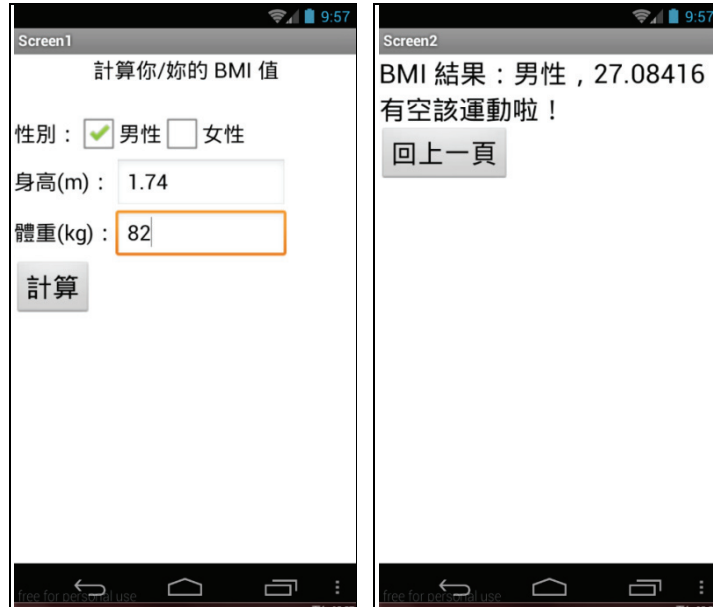 9:57
Screen1
計算你/妳的 BMI 值
性別： 男性 女性
身高(m)： 1.74
體重(kg)： 82
計算
free for personal use
9:57
Screen2
BMI 結果：男性，27.08416
有空該運動啦！
回上一頁
free for personal use